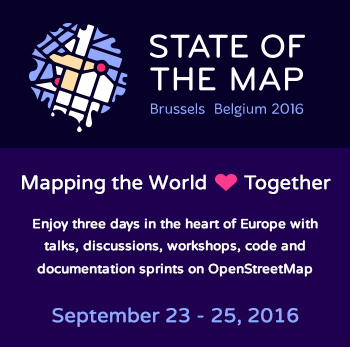 STATE OF
THE MAP
Brussels Belgium 2016
Mapping the World ❤ Together
Enjoy three days in the heart of Europe with
talks, discussions, workshops, code and
documentation sprints on OpenStreetMap
September 23 - 25, 2016